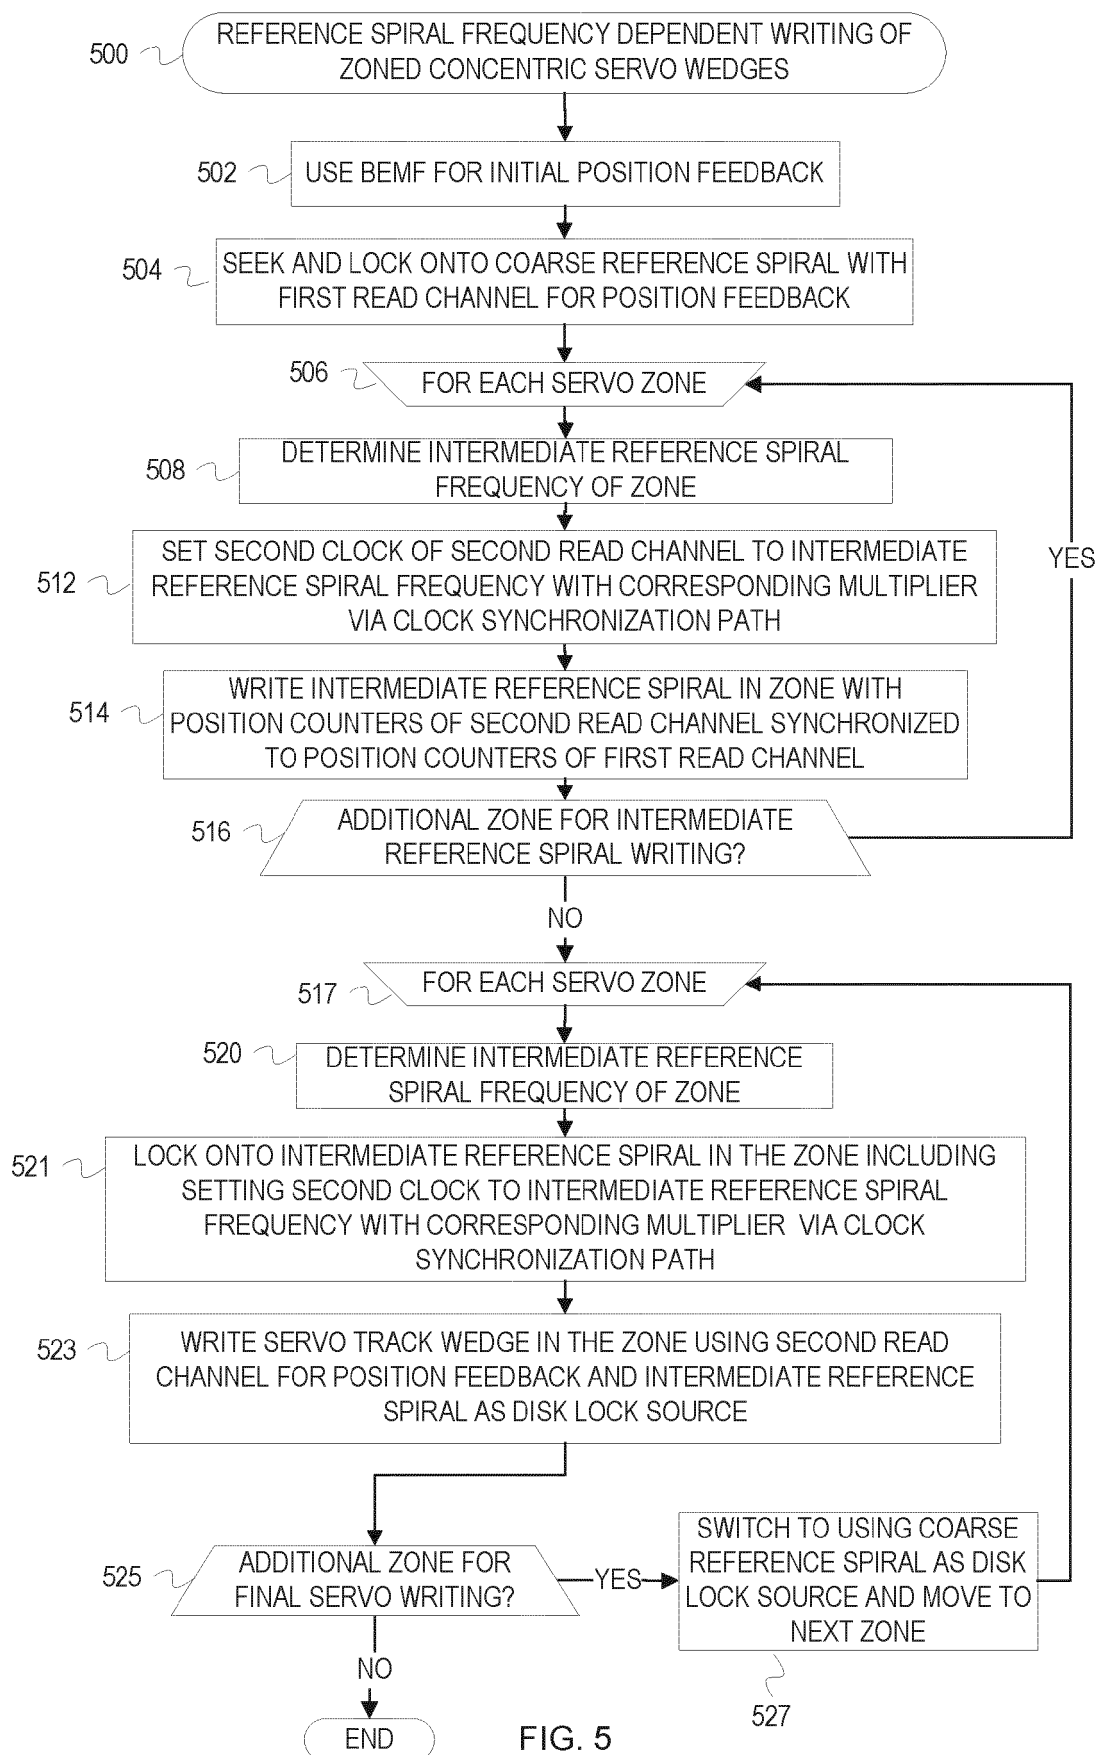 500
REFERENCE SPIRAL FREQUENCY DEPENDENT WRITING OF
ZONED CONCENTRIC SERVO WEDGES
502
USE BEMF FOR INITIAL POSITION FEEDBACK
504
SEEK AND LOCK ONTO COARSE REFERENCE SPIRAL WITH
FIRST READ CHANNEL FOR POSITION FEEDBACK
506
FOR EACH SERVO ZONE
508
DETERMINE INTERMEDIATE REFERENCE SPIRAL
FREQUENCY OF ZONE
512
SET SECOND CLOCK OF SECOND READ CHANNEL TO INTERMEDIATE
REFERENCE SPIRAL FREQUENCY WITH CORRESPONDING MULTIPLIER
VIA CLOCK SYNCHRONIZATION PATH
YES
514
WRITE INTERMEDIATE REFERENCE SPIRAL IN ZONE WITH
POSITION COUNTERS OF SECOND READ CHANNEL SYNCHRONIZED
TO POSITION COUNTERS OF FIRST READ CHANNEL
516
ADDITIONAL ZONE FOR INTERMEDIATE
REFERENCE SPIRAL WRITING?
NO
517
FOR EACH SERVO ZONE
520
DETERMINE INTERMEDIATE REFERENCE
SPIRAL FREQUENCY OF ZONE
521
LOCK ONTO INTERMEDIATE REFERENCE SPIRAL IN THE ZONE INCLUDING
SETTING SECOND CLOCK TO INTERMEDIATE REFERENCE SPIRAL
FREQUENCY WITH CORRESPONDING MULTIPLIER VIA CLOCK
SYNCHRONIZATION PATH
523
WRITE SERVO TRACK WEDGE IN THE ZONE USING SECOND READ
CHANNEL FOR POSITION FEEDBACK AND INTERMEDIATE REFERENCE
SPIRAL AS DISK LOCK SOURCE
525
ADDITIONAL ZONE FOR
FINAL SERVO WRITING?
YES
SWITCH TO USING COARSE
REFERENCE SPIRAL AS DISK
LOCK SOURCE AND MOVE TO
NEXT ZONE
527
NO
END
FIG. 5